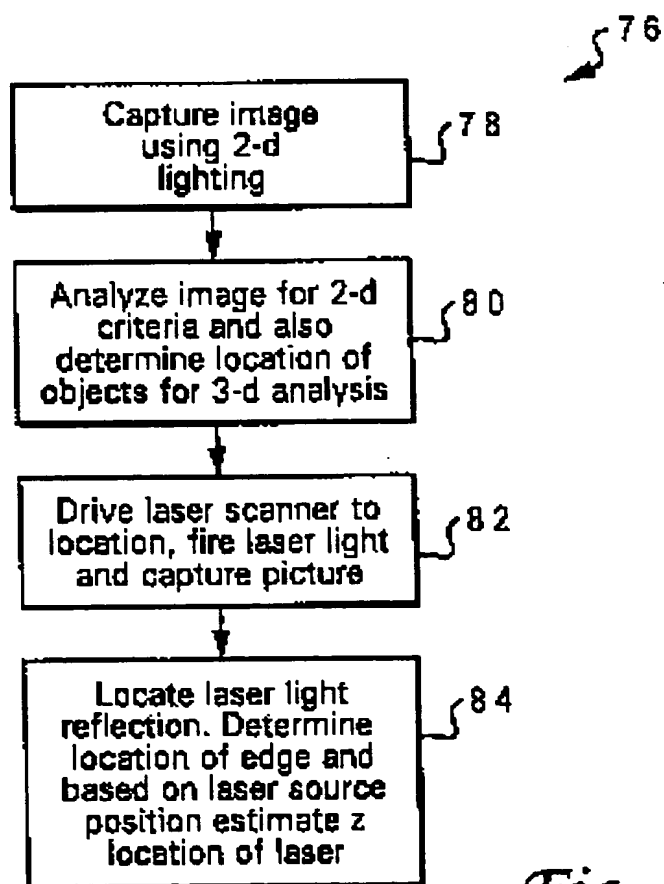 76
Capture image
using 2-d
lighting
78
Analyze image for 2-d
criteria and also
determine location of
objects for 3-d analysis
80
Drive laser scanner to
location, fire laser light
and capture picture
82
Locate laser light
reflection. Determine
location of edge and
based on laser source
position estimate z
location of laser
84